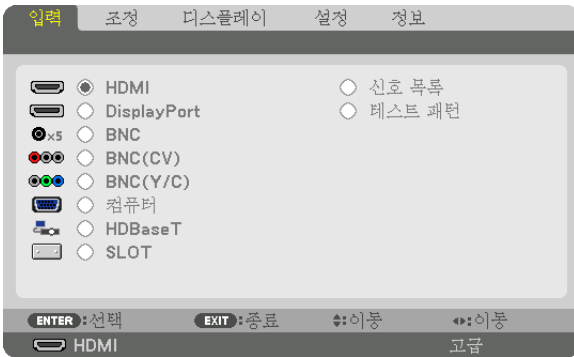 입력 조정 디스플레이 설정 정보
HDMI 신호 목록
DisplayPort 테스트 패턴
×5 BNC
BNC(CV)
BNC(Y/C)
컴퓨터
HDBaseT
SLOT
ENTER :선택 EXIT :종료 :이동 :이동
HDMI 고급